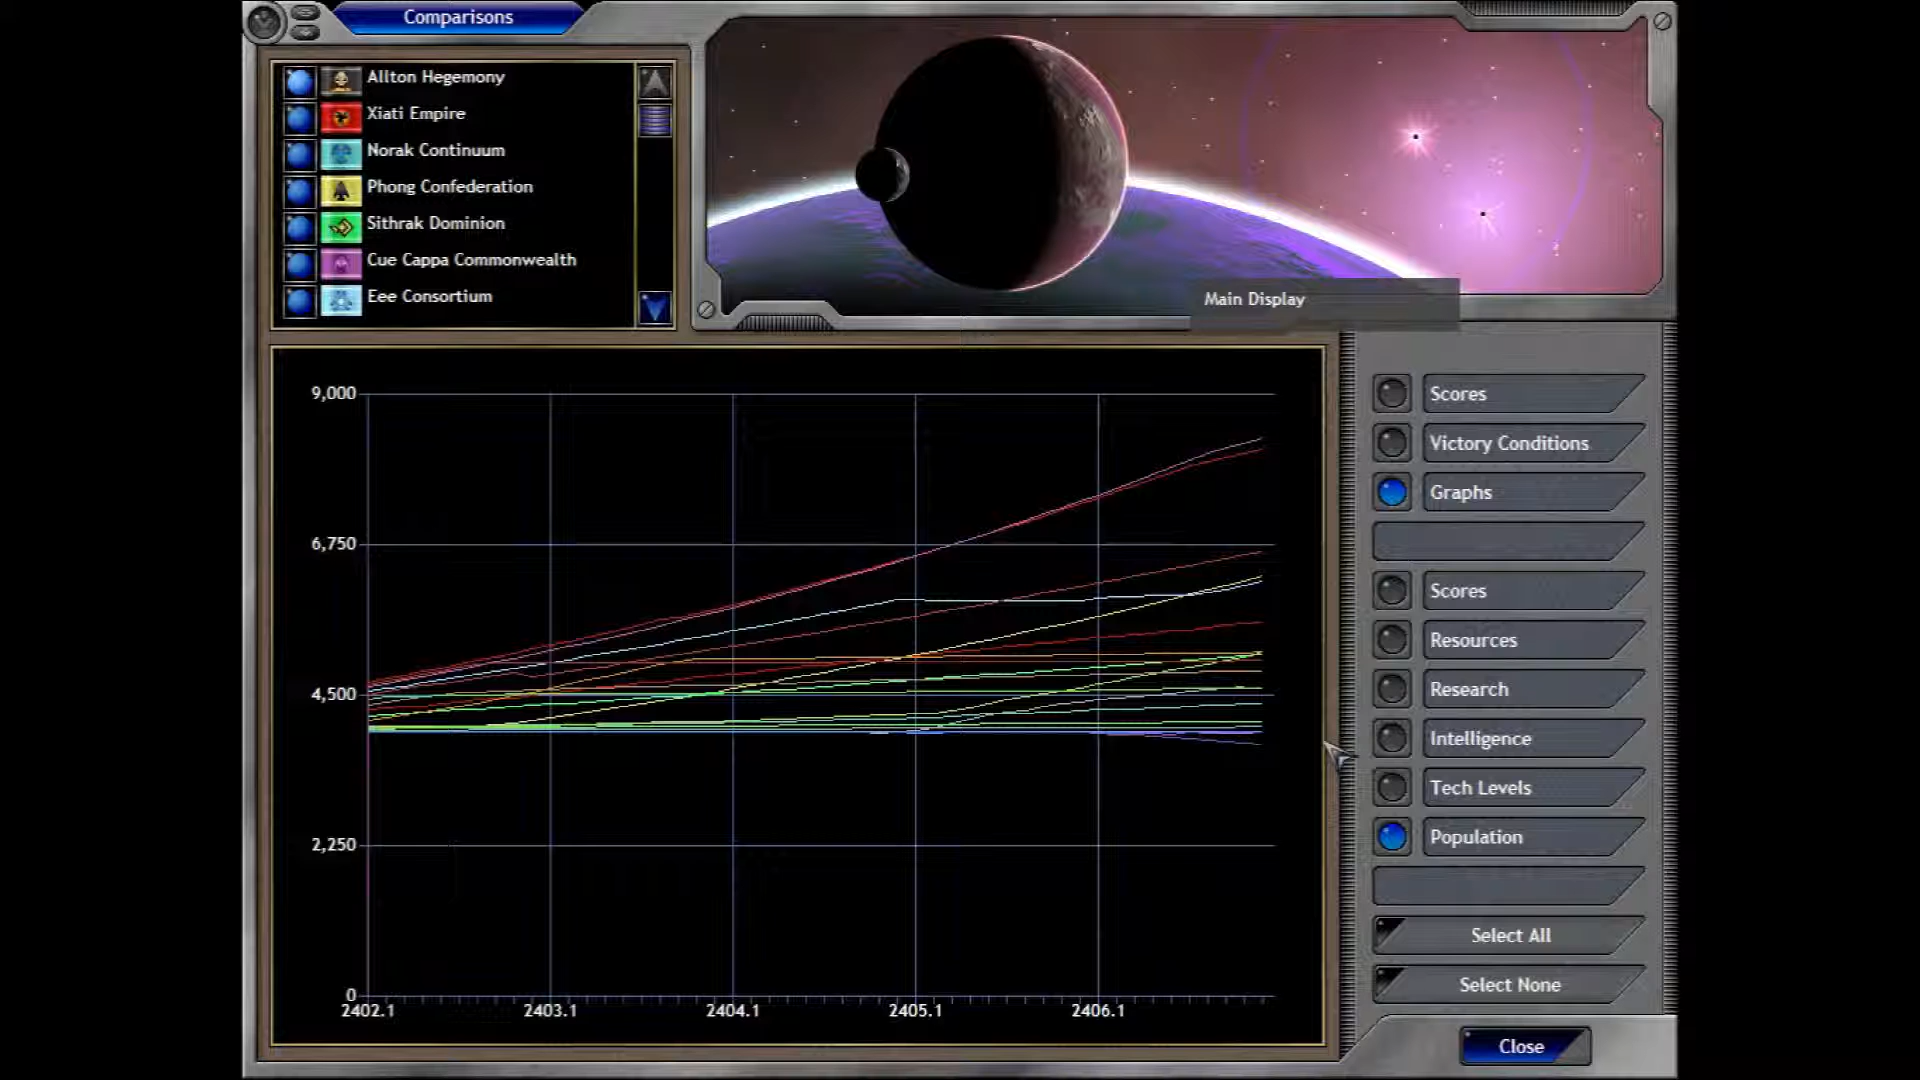 Comparisons
Allton Hegemony
Xiati Empire
Norak Continuum
Phong Confederation
Sithrak Dominion
Cue Cappa Commonwealth
Eee Consortium
Main Display
9,000
6,750
4,500
2,250
0
2402.1
2403.1
2404.1
2405.1
2406.1
Scores
Victory Conditions
Graphs
Scores
Resources
Research
Intelligence
Tech Levels
Population
Select All
Select None
Close